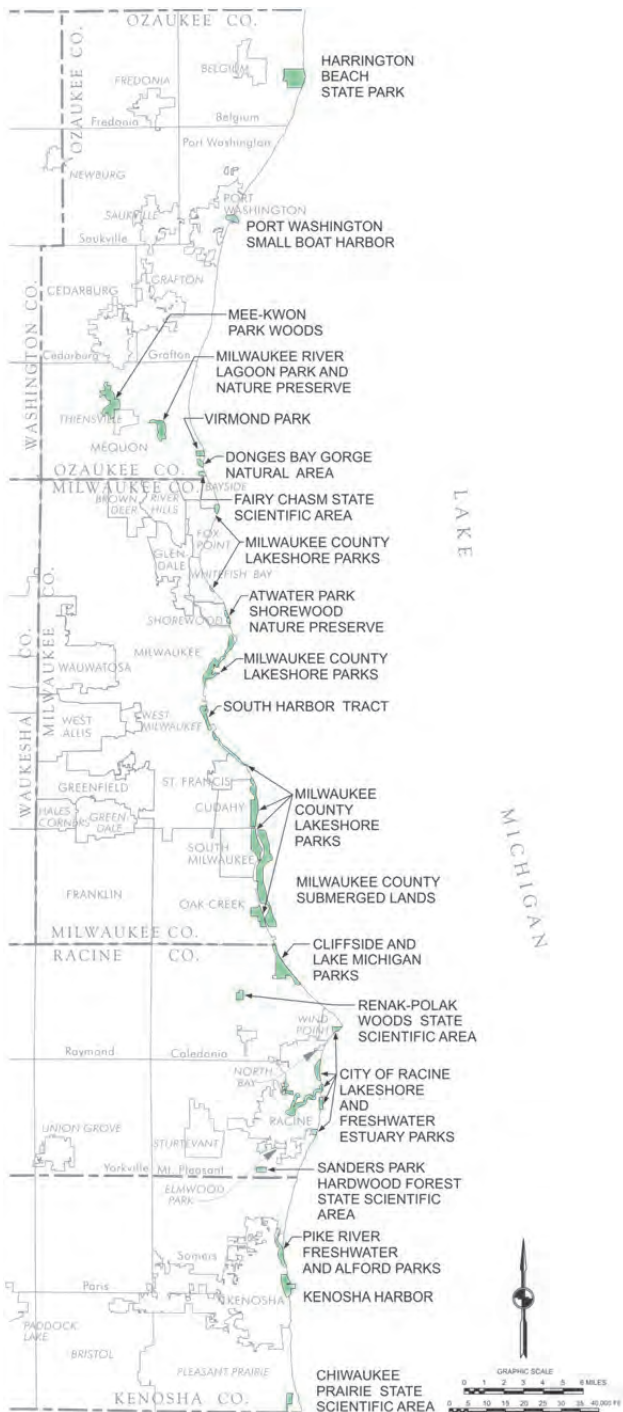 OZAUKEE CO.
OZAUKEE CO.
WASHINGTON CO.
BELGIUM
HARRINGTON
BEACH
STATE PARK
FREDONIA
Fredonia
Belgium
Port Washington
NEWBURG
PORT
WASHINGTON
SAUKVILLE
PORT WASHINGTON
SMALL BOAT HARBOR
Saukville
GRAFTON
CEDARBURG
MEE-KWON
PARK WOODS
Cedarburg
Grafton
MILWAUKEE RIVER
LAGOON PARK AND
NATURE PRESERVE
THIENSVILLE
VIRMOND PARK
MEQUON
DONGES BAY GORGE
NATURAL AREA
OZAUKEE CO.
MILWAUKEE CO.
BAYSIDE
BROWN
DEER
RIVER
HILLS
FAIRY CHASM STATE
SCIENTIFIC AREA
LAKE
FOX
POINT
MILWAUKEE COUNTY
LAKESHORE PARKS
GLEN-
DALE
WHITEFISH BAY
ATWATER PARK
SHOREWOOD
NATURE PRESERVE
SHOREWOOD
MILWAUKEE
WAUKESHA CO.
MILWAUKEE CO.
WAUWATOSA
MILWAUKEE COUNTY
LAKESHORE PARKS
SOUTH HARBOR TRACT
WEST
ALLIS
WEST
MILWAUKEE
ST. FRANCIS
GREENFIELD
CUDAHY
MILWAUKEE
COUNTY
LAKESHORE
PARKS
HALES
CORNERS
GREEN-
DALE
MICHIGAN
SOUTH
MILWAUKEE
MILWAUKEE COUNTY
SUBMERGED LANDS
FRANKLIN
OAK CREEK
MILWAUKEE CO.
RACINE CO.
CLIFFSIDE AND
LAKE MICHIGAN
PARKS
RENAK-POLAK
WOODS STATE
SCIENTIFIC AREA
WIND
POINT
Raymond
Caledonia
NORTH
BAY
CITY OF RACINE
LAKESHORE
AND
FRESHWATER
ESTUARY PARKS
RACINE
UNION GROVE
STURTEVANT
Yorkville
Mt. Pleasant
SANDERS PARK
HARDWOOD FOREST
STATE SCIENTIFIC
AREA
ELMWOOD
PARK
PIKE RIVER
FRESHWATER
AND ALFORD PARKS
Somers
Paris
KENOSHA
KENOSHA HARBOR
PADDOCK
LAKE
BRISTOL
PLEASANT PRAIRIE
CHIWAUKEE
PRAIRIE STATE
SCIENTIFIC AREA
KENOSHA CO.
GRAPHIC SCALE
0 1 2 3 4 5 6 MILES
0 5 10 15 20 25 30 35 40,000 FE